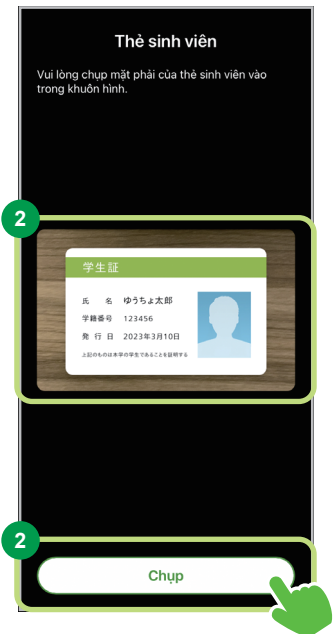 Thẻ sinh viên
Vui lòng chụp mặt phải của thẻ sinh viên vào
trong khuôn hình.
2
学生証
氏 名 ゆうちょ太郎
学籍番号 123456
発行日 2023年3月10日
上記のものは本学の学生であることを証明する
2
Chụp